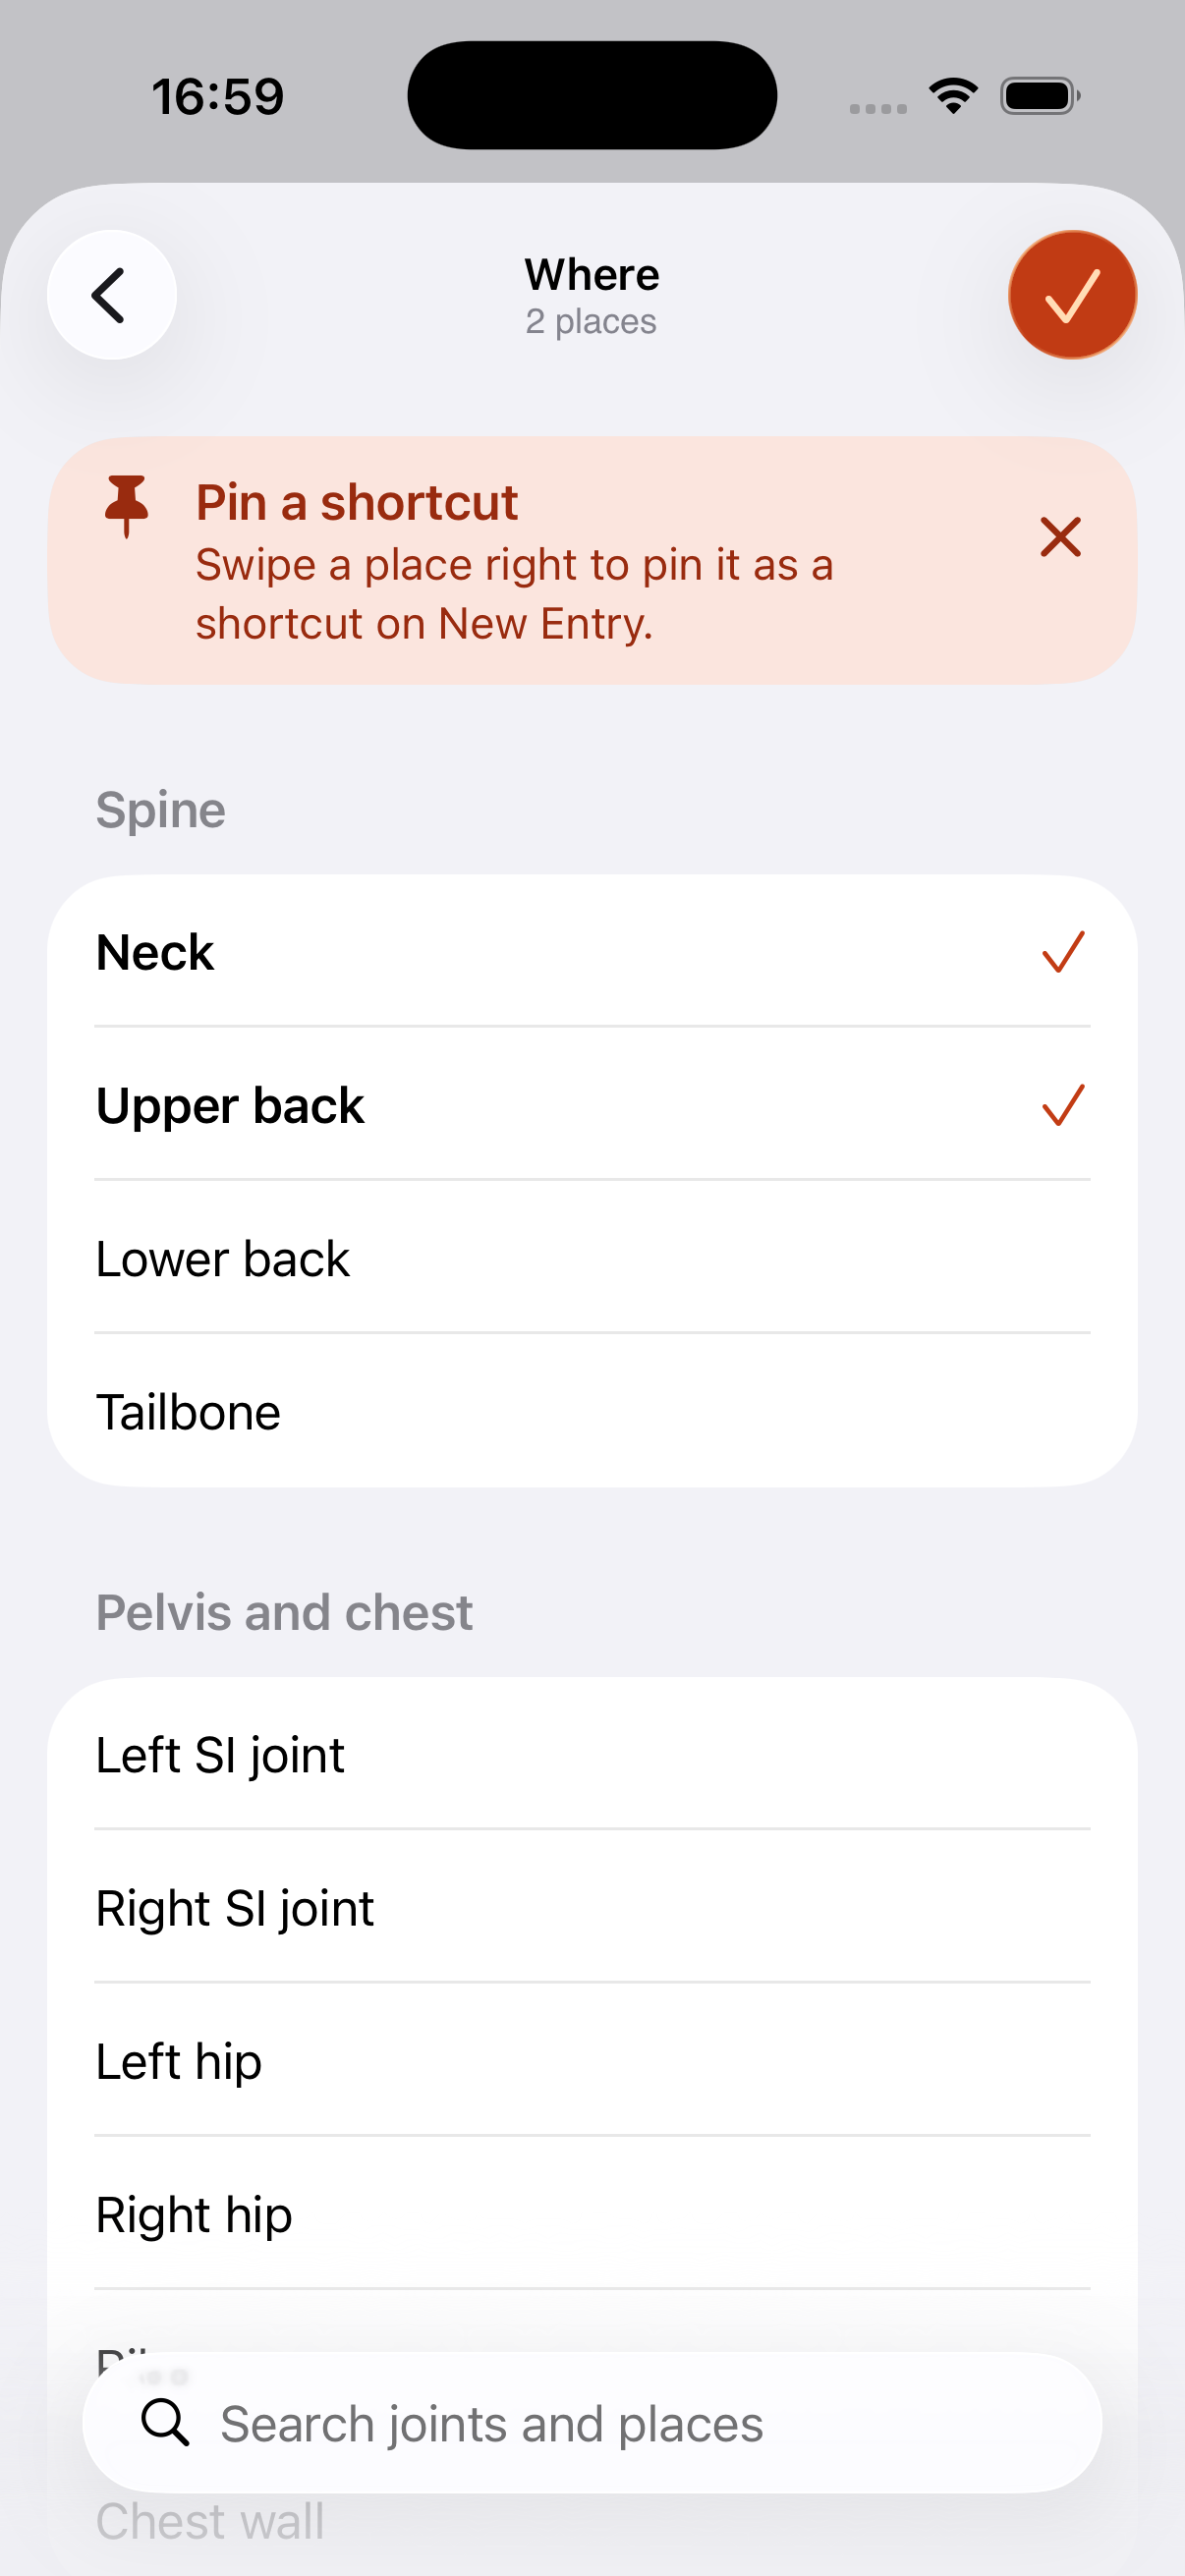 16:59
Where
2 places
Pin a shortcut
Swipe a place right to pin it as a
shortcut on New Entry.
Spine
Neck
Upper back
Lower back
Tailbone
Pelvis and chest
Left SI joint
Right SI joint
Left hip
Right hip
Search joints and places
Chest wall